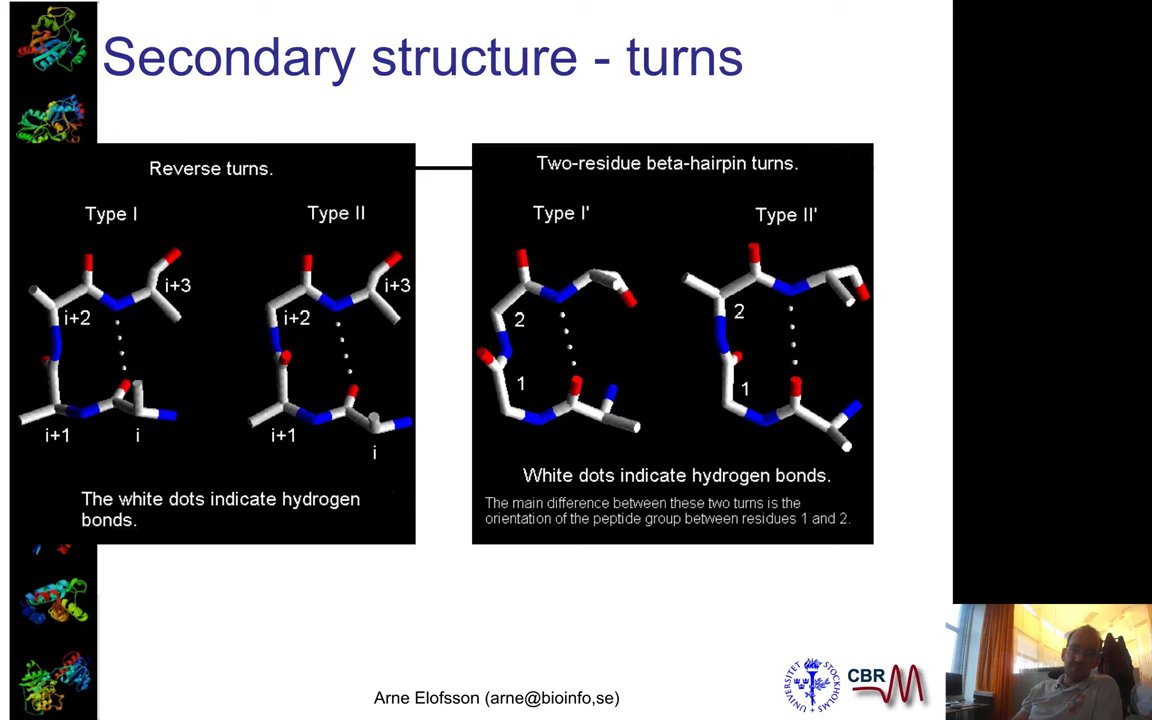 Secondary structure - turns
Reverse turns.
Type I
Type II
i+3
i+2
i+1
i
i+3
i+2
i+1
i
The white dots indicate hydrogen
bonds.
Two-residue beta-hairpin turns.
Type I'
Type II'
2
1
2
1
White dots indicate hydrogen bonds.
The main difference between these two turns is the
orientation of the peptide group between residues 1 and 2.
Arne Elofsson (arne@bioinfo,se)
STOCKHOLMS UNIVERSITET
CBR